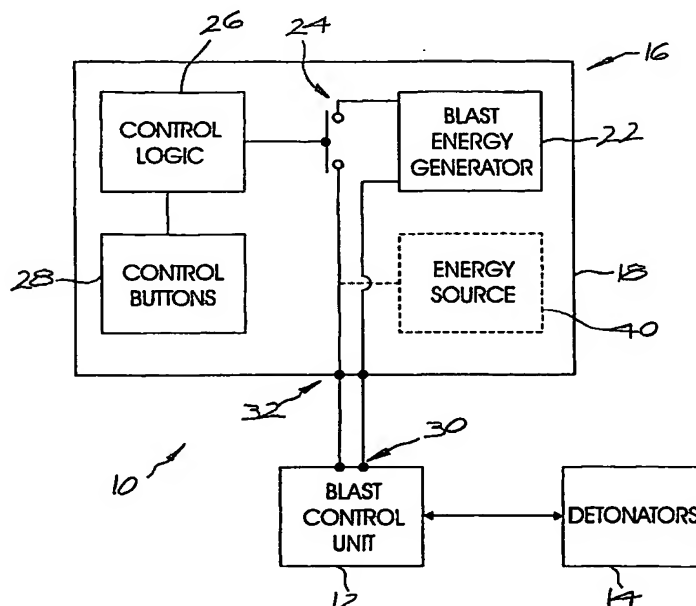 26
24
16
CONTROL
LOGIC
BLAST
ENERGY
GENERATOR
22
28
CONTROL
BUTTONS
ENERGY
SOURCE
18
40
32
30
10
BLAST
CONTROL
UNIT
DETONATORS
12
14